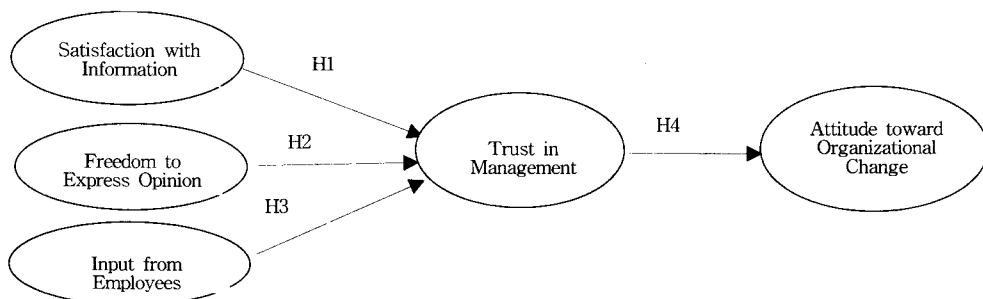 Satisfaction with
Information
H1
Freedom to
Express Opinion
H2
Input from
Employees
H3
Trust in
Management
H4
Attitude toward
Organizational
Change